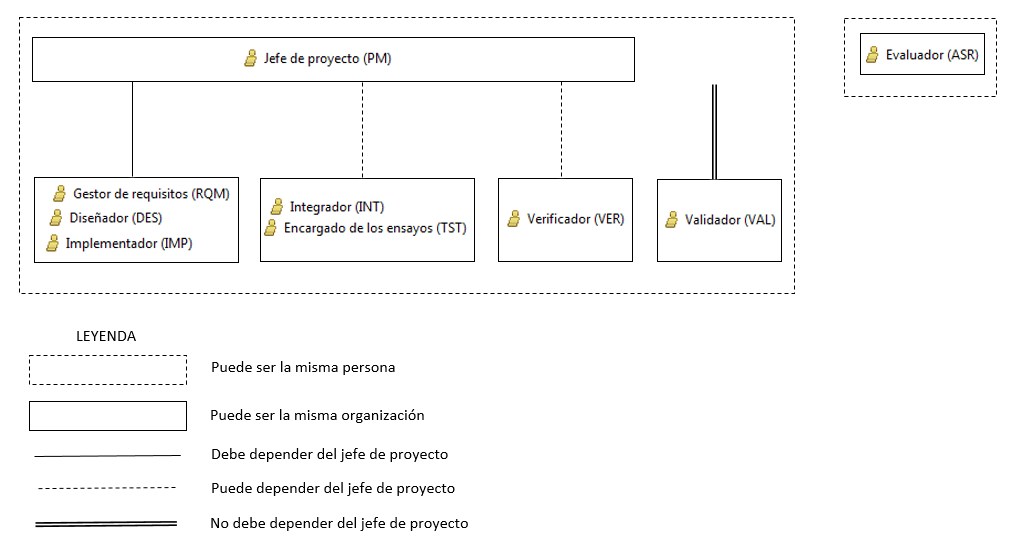 Jefe de proyecto (PM)
Evaluador (ASR)
Gestor de requisitos (RQM)
Diseñador (DES)
Implementador (IMP)
Integrador (INT)
Encargado de los ensayos (TST)
Verificador (VER)
Validador (VAL)
LEYENDA
Puede ser la misma persona
Puede ser la misma organización
Debe depender del jefe de proyecto
Puede depender del jefe de proyecto
No debe depender del jefe de proyecto